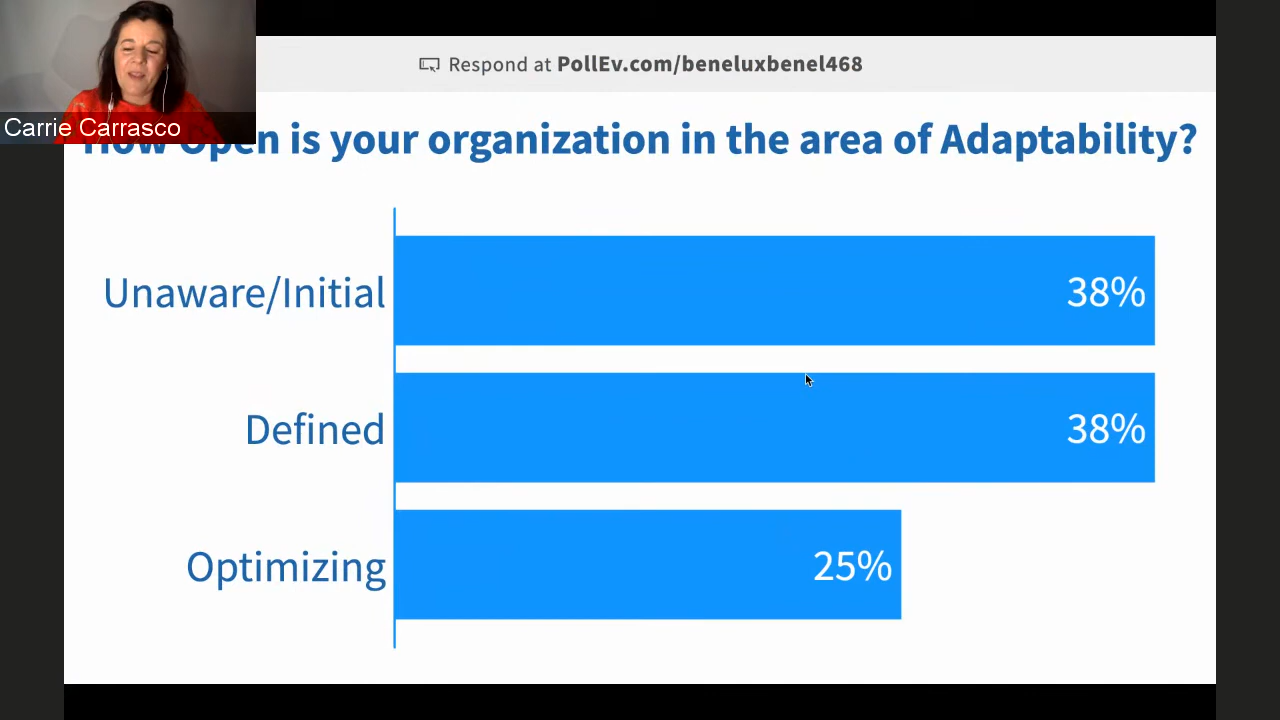 Respond at PollEv.com/beneluxbenel468
Carrie Carrasco
How Open is your organization in the area of Adaptability?
Unaware/Initial 38%
Defined 38%
Optimizing 25%